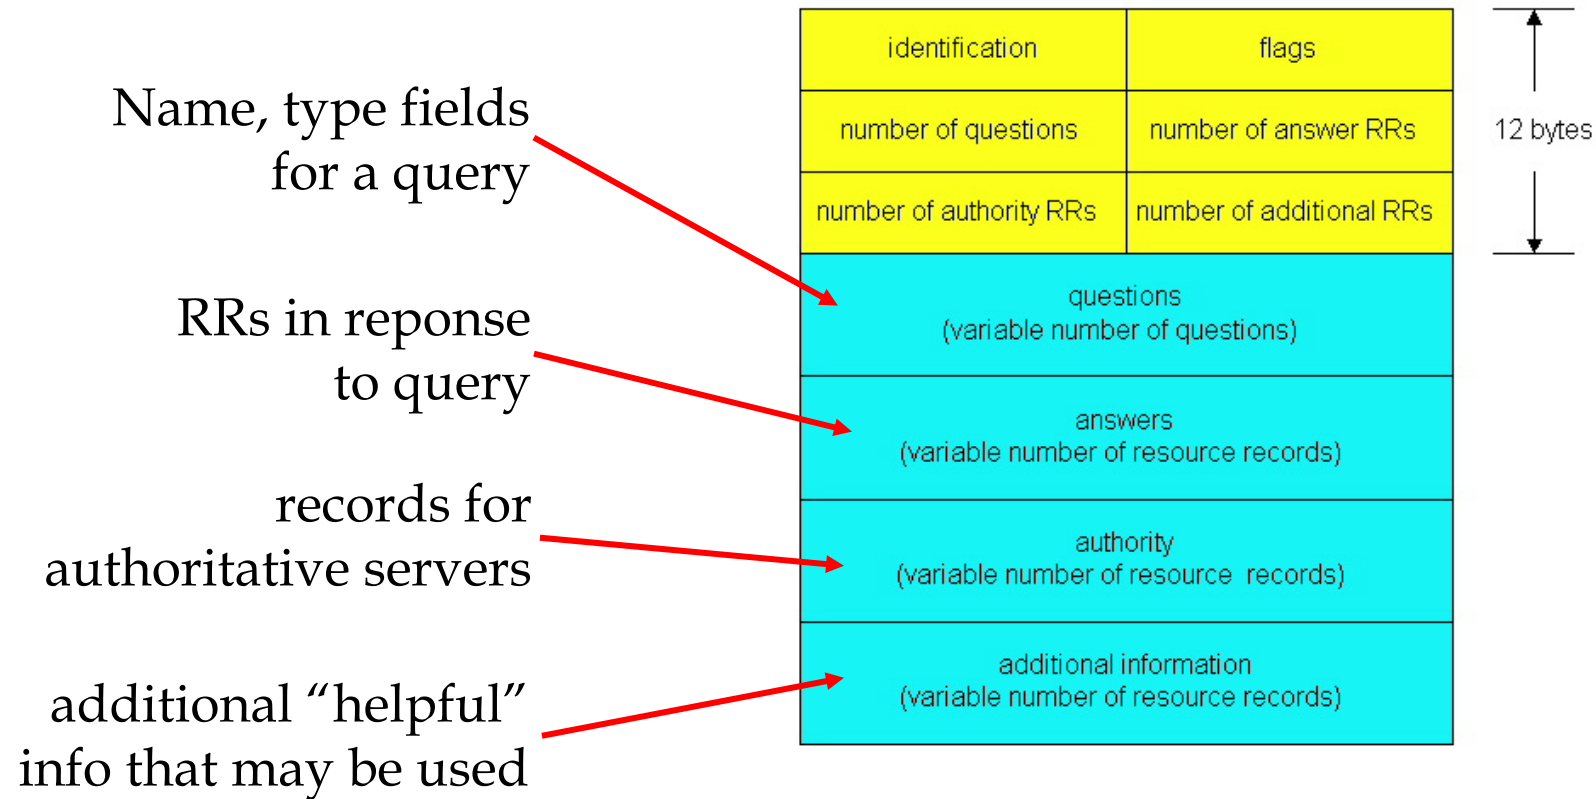 Name, type fields
for a query
RRs in reponse
to query
records for
authoritative servers
additional “helpful”
info that may be used
identification
flags
number of questions
number of answer RRs
number of authority RRs
number of additional RRs
12 bytes
questions
(variable number of questions)
answers
(variable number of resource records)
authority
(variable number of resource records)
additional information
(variable number of resource records)